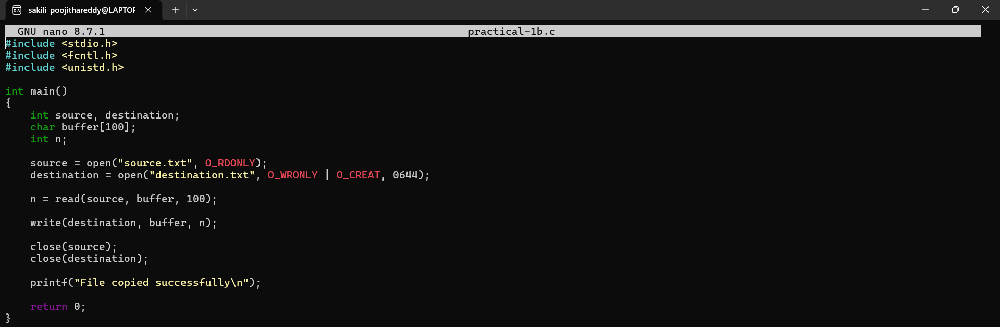 sakili_poojithareddy@LAPTOP
GNU nano 8.7.1 practical-1b.c
#include <stdio.h>
#include <fcntl.h>
#include <unistd.h>
int main()
{
    int source, destination;
    char buffer[100];
    int n;
    source = open("source.txt", O_RDONLY);
    destination = open("destination.txt", O_WRONLY | O_CREAT, 0644);
    n = read(source, buffer, 100);
    write(destination, buffer, n);
    close(source);
    close(destination);
    printf("File copied successfully\n");
    return 0;
}